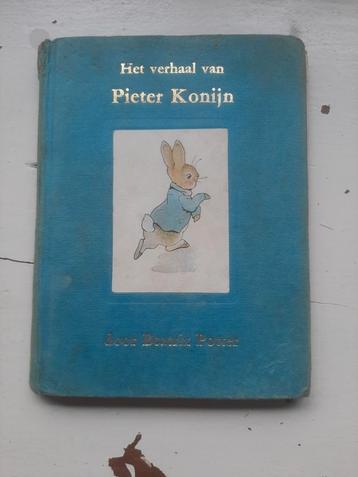 Het verhaal van
Pieter Konijn
door Beatrix Potter